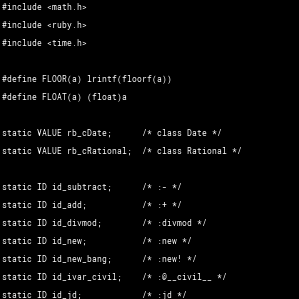 #include <math.h>
#include <ruby.h>
#include <time.h>
#define FLOOR(a) lrintf(floorf(a))
#define FLOAT(a) (float)a
static VALUE rb_cDate; /* class Date */
static VALUE rb_cRational; /* class Rational */
static ID id_subtract; /* :- */
static ID id_add; /* :+ */
static ID id_divmod; /* :divmod */
static ID id_new; /* :new */
static ID id_new_bang; /* :new! */
static ID id_ivar_civil; /* :@__civil__ */
static ID id_jd; /* :jd */